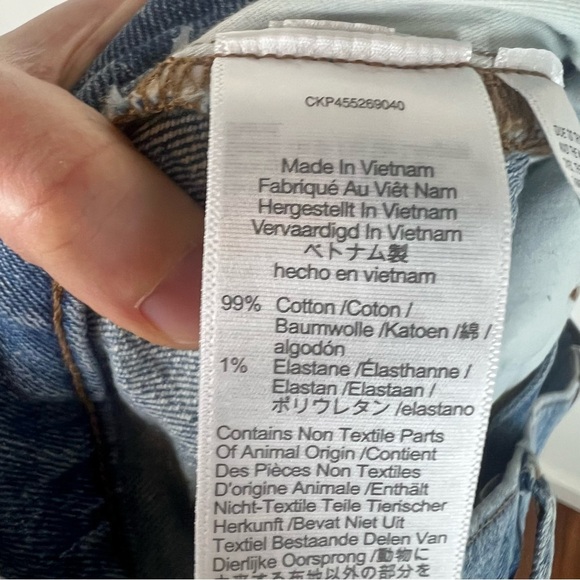 CKP455269040
Made In Vietnam
Fabriqué Au Viêt Nam
Hergestellt In Vietnam
Vervaardigd In Vietnam
ベトナム製
hecho en vietnam
99% Cotton /Coton /
Baumwolle /Katoen /綿 /
algodón
1% Elastane /Élasthanne /
Elastan /Elastaan /
ポリウレタン /elastano
Contains Non Textile Parts
Of Animal Origin /Contient
Des Pièces Non Textiles
D'origine Animale /Enthält
Nicht-Textile Teile Tierischer
Herkunft /Bevat Niet Uit
Textiel Bestaande Delen Van
Dierlijke Oorsprong /動物に